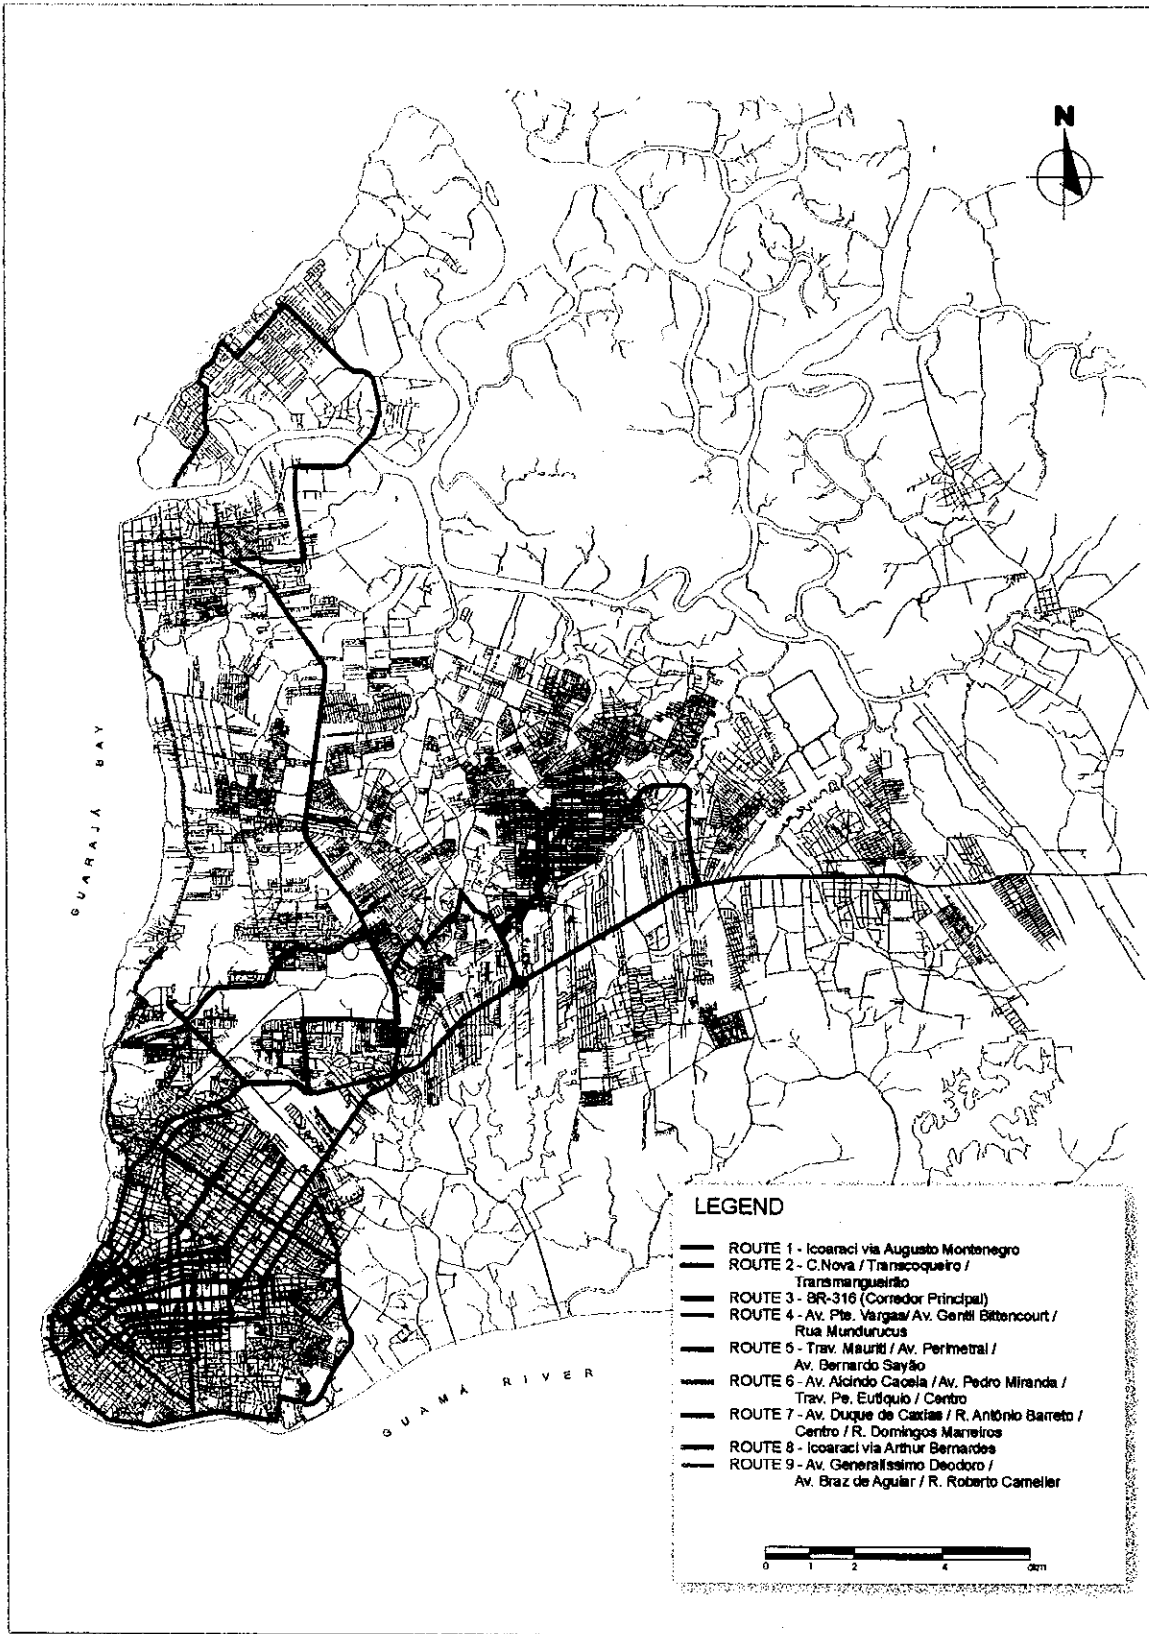 N
GUARAJÁ BAY
GUAMÁ RIVER
LEGEND
ROUTE 1 - Icoaraci via Augusto Montenegro
ROUTE 2 - C.Nova / Transcoqueiro /
Transmangueirão
ROUTE 3 - BR-316 (Corredor Principal)
ROUTE 4 - Av. Pte. Vargas/ Av. Gentil Bittencourt /
Rua Mundurucus
ROUTE 5 - Trav. Mauriti / Av. Perimetral /
Av. Bernardo Sayão
ROUTE 6 - Av. Alcindo Cacela / Av. Pedro Miranda /
Trav. Pe. Eutiquio / Centro
ROUTE 7 - Av. Duque de Caxias / R. Antônio Barreto /
Centro / R. Domingos Marreiros
ROUTE 8 - Icoaraci via Arthur Bernardes
ROUTE 9 - Av. Generalíssimo Deodoro /
Av. Braz de Aguiar / R. Roberto Camelier
0 1 2 4 6km